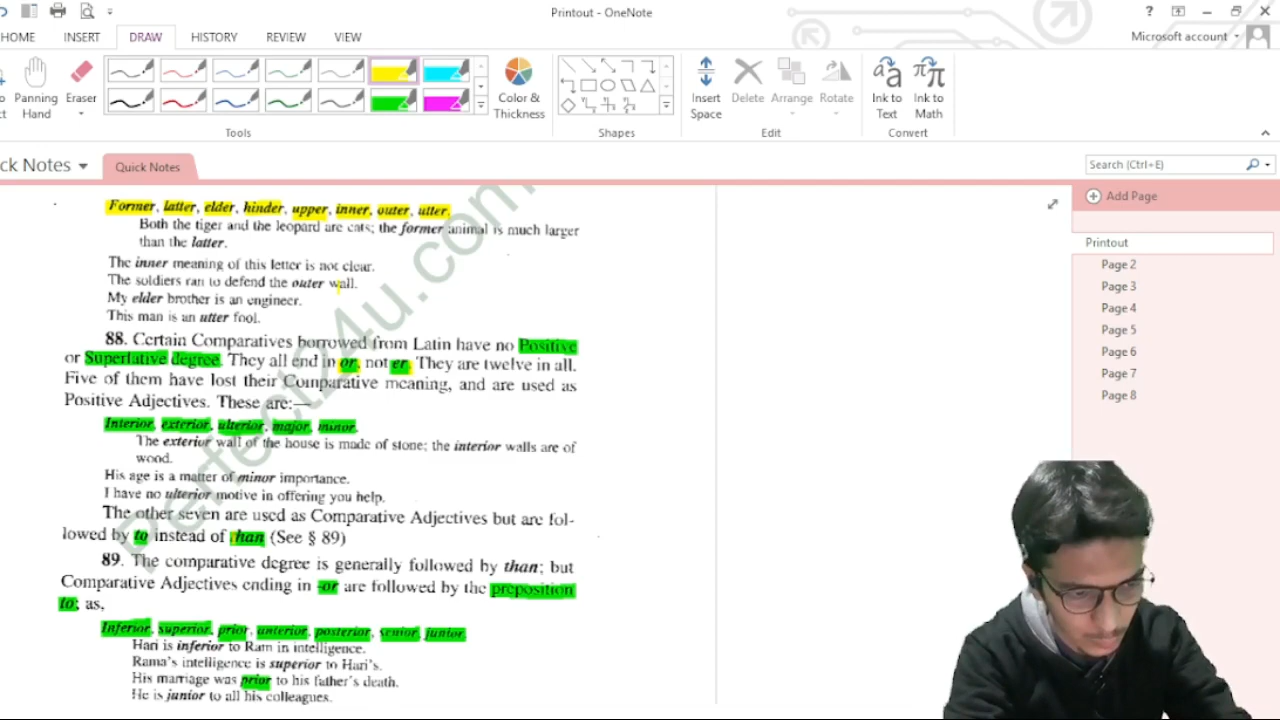 Printout - OneNote
?
HOME INSERT DRAW HISTORY REVIEW VIEW
Microsoft account
Panning Hand
Eraser
Color & Thickness
Insert Space
Delete
Arrange
Rotate
Ink to Text
Ink to Math
Tools
Shapes
Edit
Convert
ck Notes
Quick Notes
Search (Ctrl+E)
Add Page
Printout
Page 2
Page 3
Page 4
Page 5
Page 6
Page 7
Page 8
Former, latter, elder, hinder, upper, inner, outer, utter.
Both the tiger and the leopard are cats; the former animal is much larger
than the latter.
The inner meaning of this letter is not clear.
The soldiers ran to defend the outer wall.
My elder brother is an engineer.
This man is an utter fool.
88. Certain Comparatives borrowed from Latin have no Positive
or Superlative degree. They all end in or, not er. They are twelve in all.
Five of them have lost their Comparative meaning, and are used as
Positive Adjectives. These are:—
Interior, exterior, ulterior, major, minor.
The exterior wall of the house is made of stone; the interior walls are of
wood.
His age is a matter of minor importance.
I have no ulterior motive in offering you help.
The other seven are used as Comparative Adjectives but are fol-
lowed by to instead of than (See § 89)
89. The comparative degree is generally followed by than; but
Comparative Adjectives ending in -or are followed by the preposition
to; as,
Inferior, superior, prior, anterior, posterior, senior, junior.
Hari is inferior to Ram in intelligence.
Rama's intelligence is superior to Hari's.
His marriage was prior to his father's death.
He is junior to all his colleagues.
Perfect24u.com